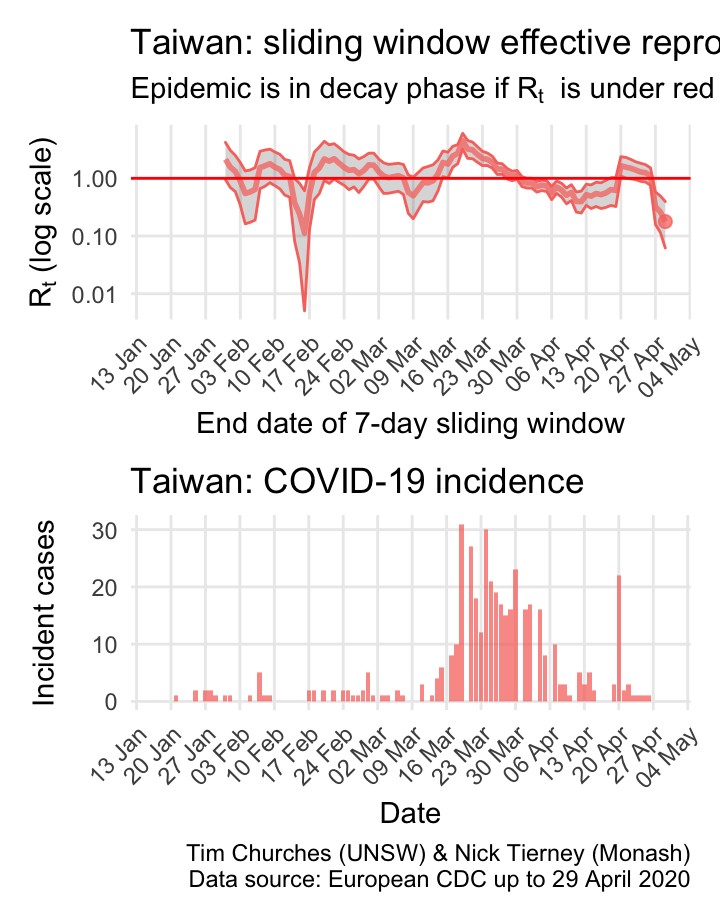 Taiwan: sliding window effective repro
Epidemic is in decay phase if Rt is under red
Rt (log scale)
1.00
0.10
0.01
13 Jan
20 Jan
27 Jan
03 Feb
10 Feb
17 Feb
24 Feb
02 Mar
09 Mar
16 Mar
23 Mar
30 Mar
06 Apr
13 Apr
20 Apr
27 Apr
04 May
End date of 7-day sliding window
Taiwan: COVID-19 incidence
Incident cases
30
20
10
0
13 Jan
20 Jan
27 Jan
03 Feb
10 Feb
17 Feb
24 Feb
02 Mar
09 Mar
16 Mar
23 Mar
30 Mar
06 Apr
13 Apr
20 Apr
27 Apr
04 May
Date
Tim Churches (UNSW) & Nick Tierney (Monash)
Data source: European CDC up to 29 April 2020